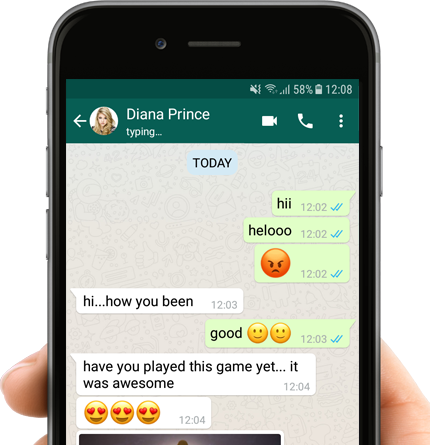 58% 12:08
Diana Prince
typing...
TODAY
hii 12:02
helooo 12:02
😡 12:02
hi...how you been 12:03
good 🙂🙂 12:03
have you played this game yet... it
was awesome 12:04
😍😍😍 12:04